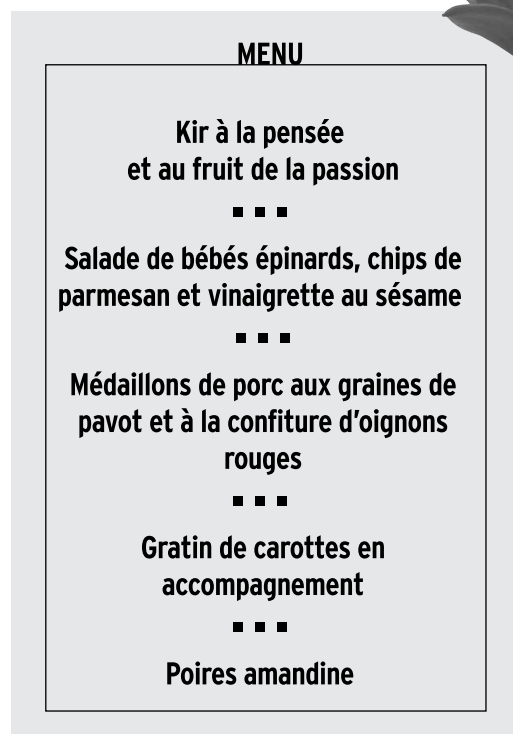 MENU
Kir à la pensée
et au fruit de la passion
Salade de bébés épinards, chips de
parmesan et vinaigrette au sésame
Médaillons de porc aux graines de
pavot et à la confiture d’oignons
rouges
Gratin de carottes en
accompagnement
Poires amandine